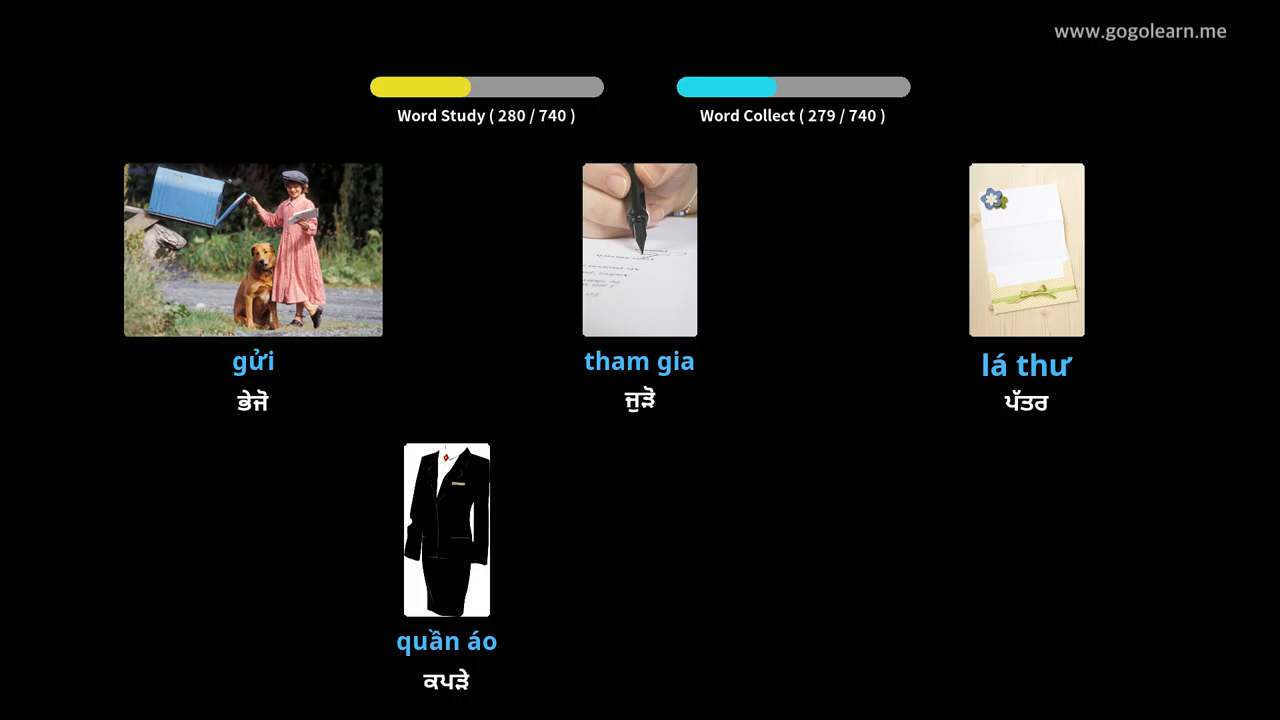 www.gogolearn.me
Word Study ( 280 / 740 )
Word Collect ( 279 / 740 )
gửi
ਭੇਜੋ
tham gia
ਜੁੜੋ
lá thư
ਪੱਤਰ
quần áo
ਕਪੜੇ